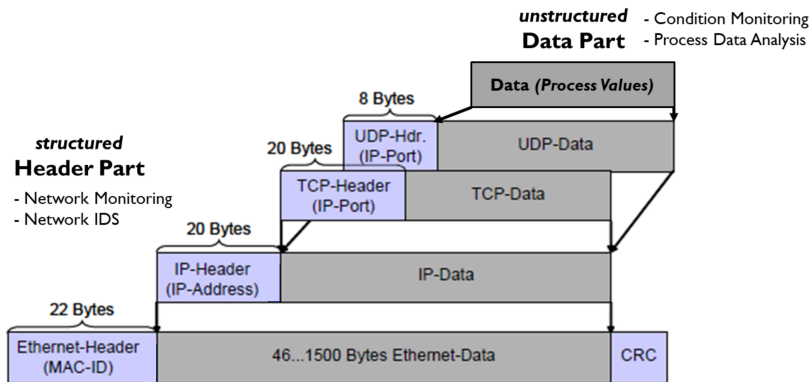 unstructured
Data Part
- Condition Monitoring
- Process Data Analysis
Data (Process Values)
8 Bytes
UDP-Hdr.
(IP-Port)
UDP-Data
structured
Header Part
- Network Monitoring
- Network IDS
20 Bytes
TCP-Header
(IP-Port)
TCP-Data
20 Bytes
IP-Header
(IP-Address)
IP-Data
22 Bytes
Ethernet-Header
(MAC-ID)
46...1500 Bytes Ethernet-Data
CRC